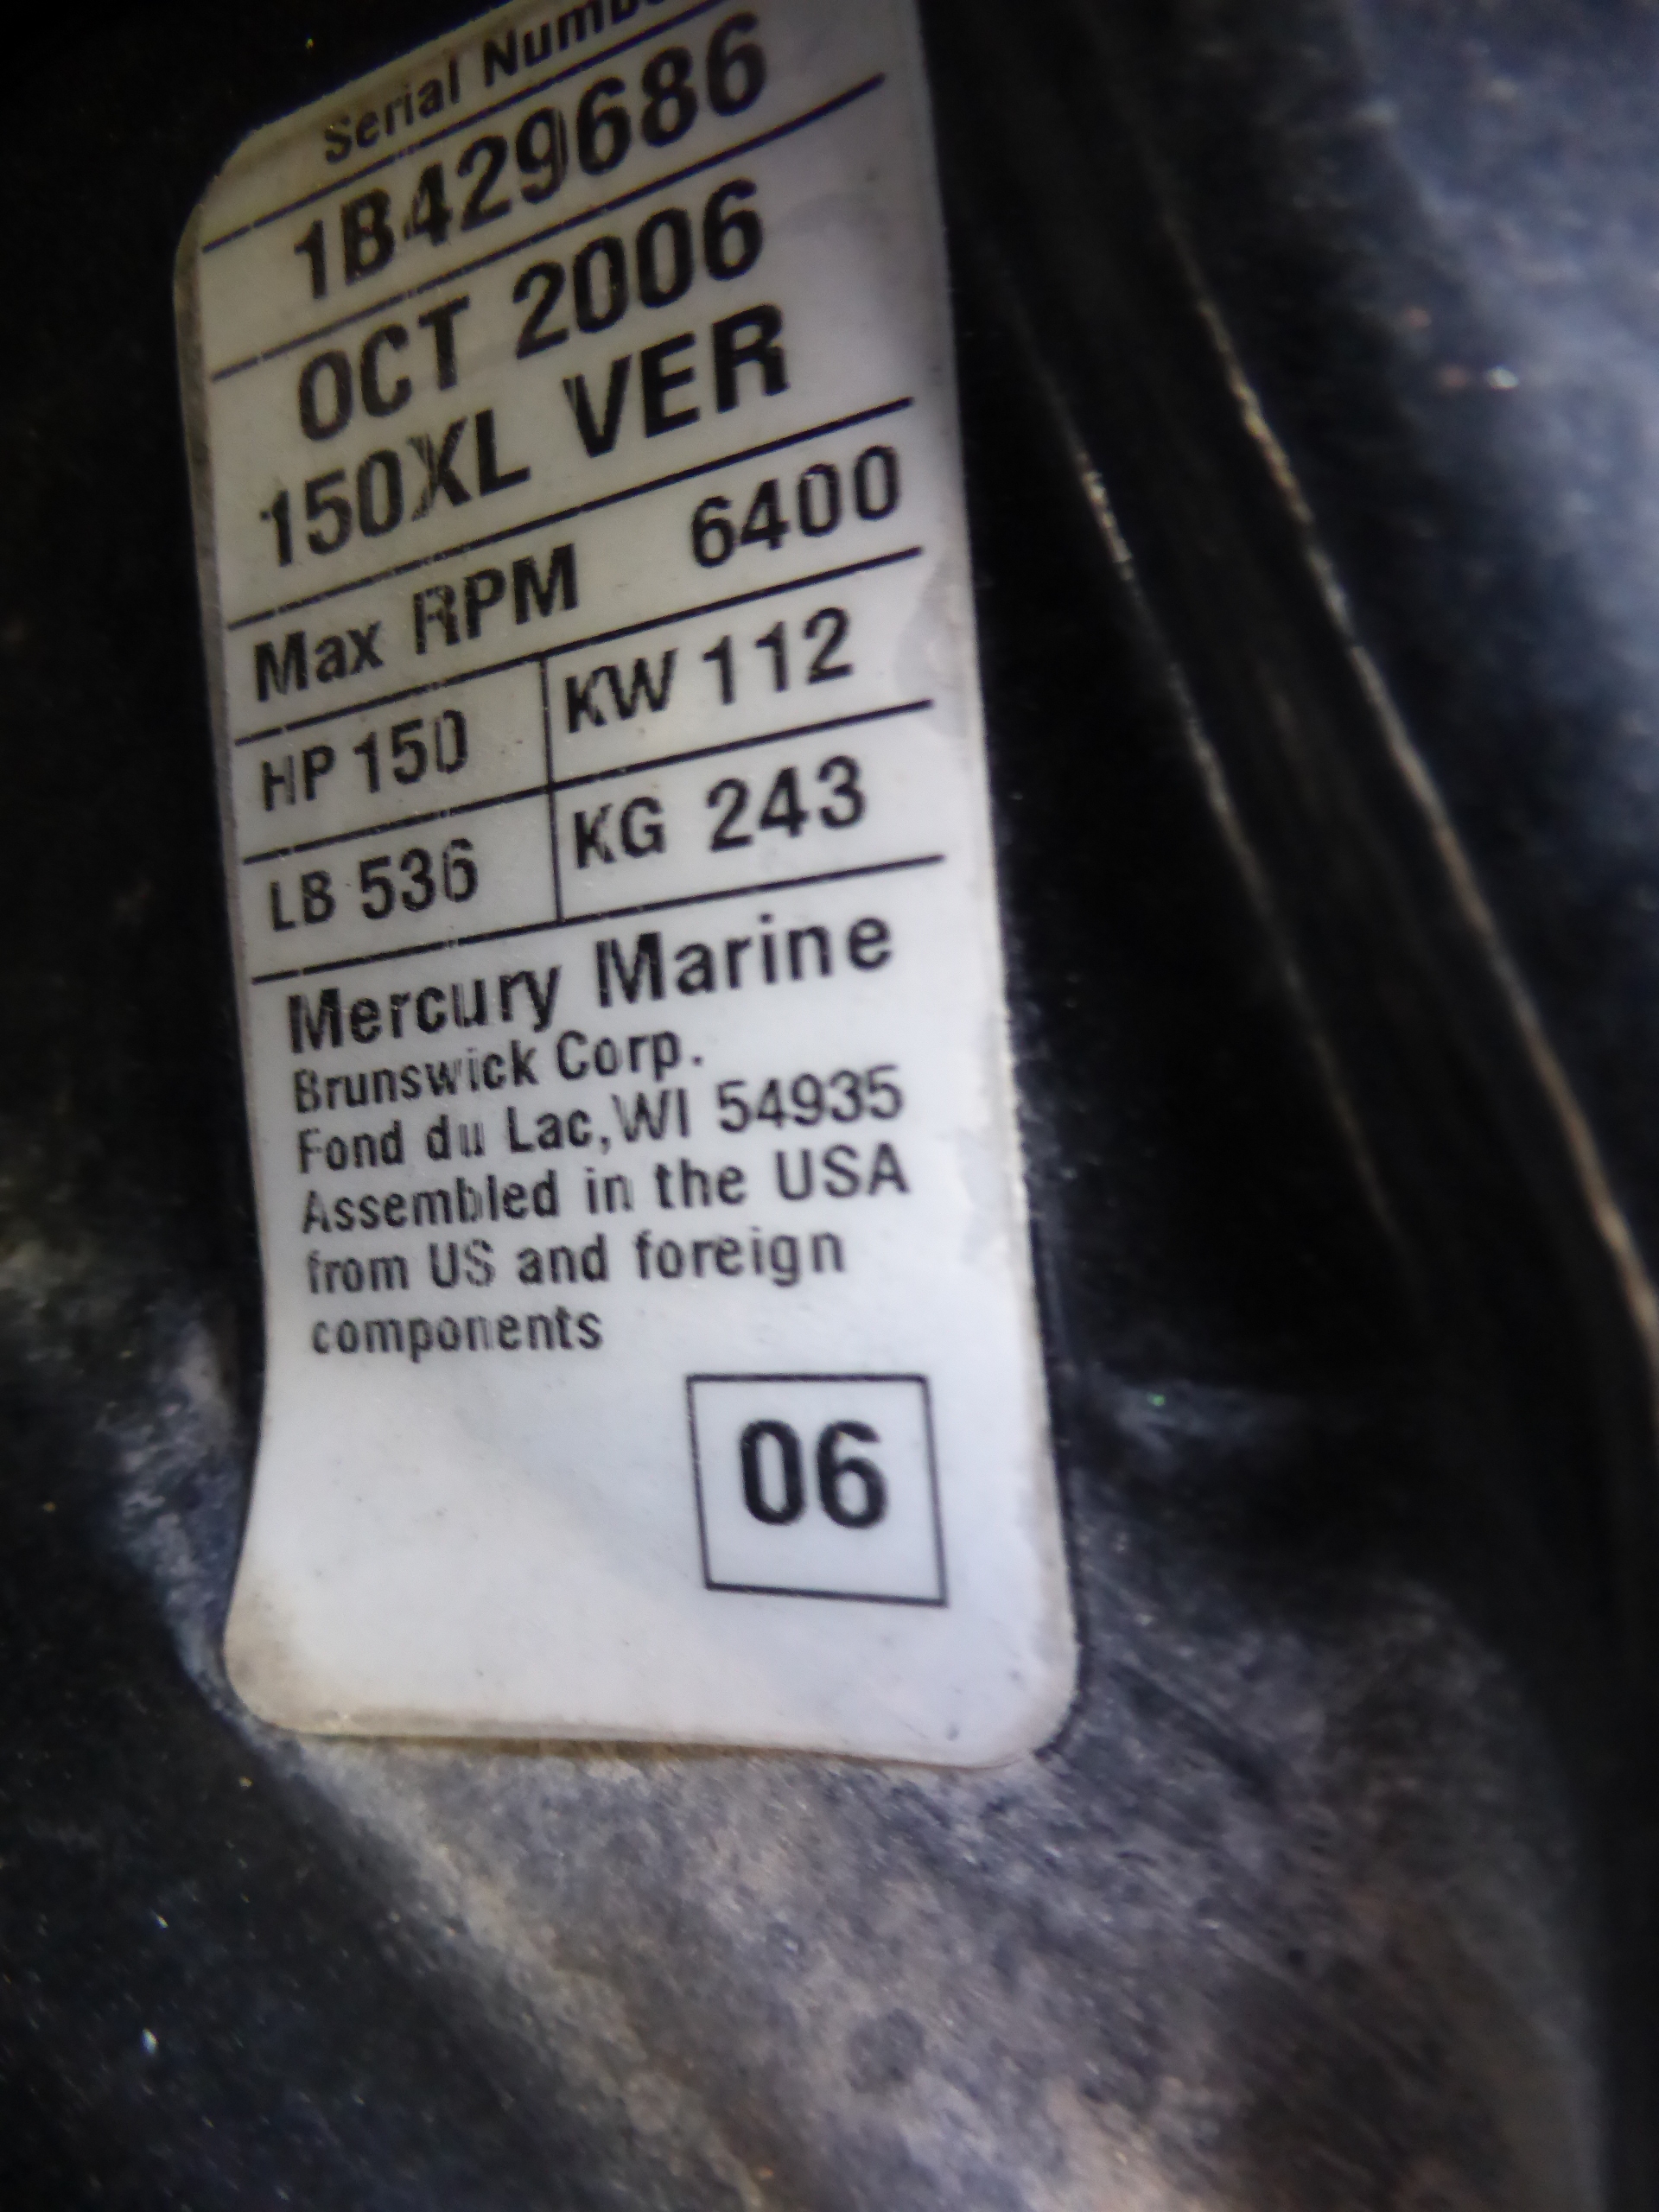 Serial Numb
1B429686
OCT 2006
150XL VER
Max RPM 6400
HP 150 KW 112
LB 536 KG 243
Mercury Marine
Brunswick Corp.
Fond du Lac, WI 54935
Assembled in the USA
from US and foreign
components
06